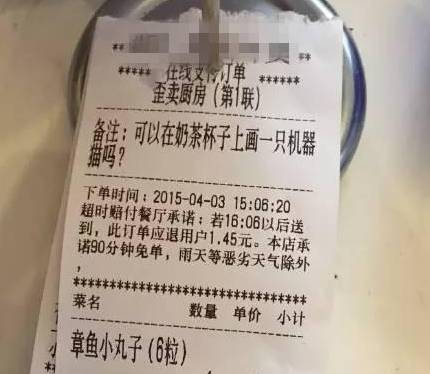 ***** 在线支付订单 ******
歪卖厨房（第1联）
备注：可以在奶茶杯子上画一只机器
猫吗？
下单时间：2015-04-03 15:06:20
超时赔付餐厅承诺：若16:06以后送
到，此订单应退用户1.45元。本店承
诺90分钟免单，雨天等恶劣天气除外
，
菜名 数量 单价 小计
章鱼小丸子(6粒)